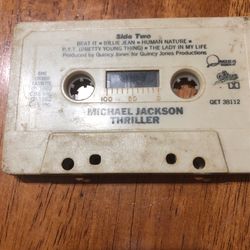 Side Two
BEAT IT • BILLIE JEAN • HUMAN NATURE •
P.Y.T. (PRETTY YOUNG THING) • THE LADY IN MY LIFE
Produced by Quincy Jones for Quincy Jones Productions
QET 38112
100
50
MICHAEL JACKSON
THRILLER